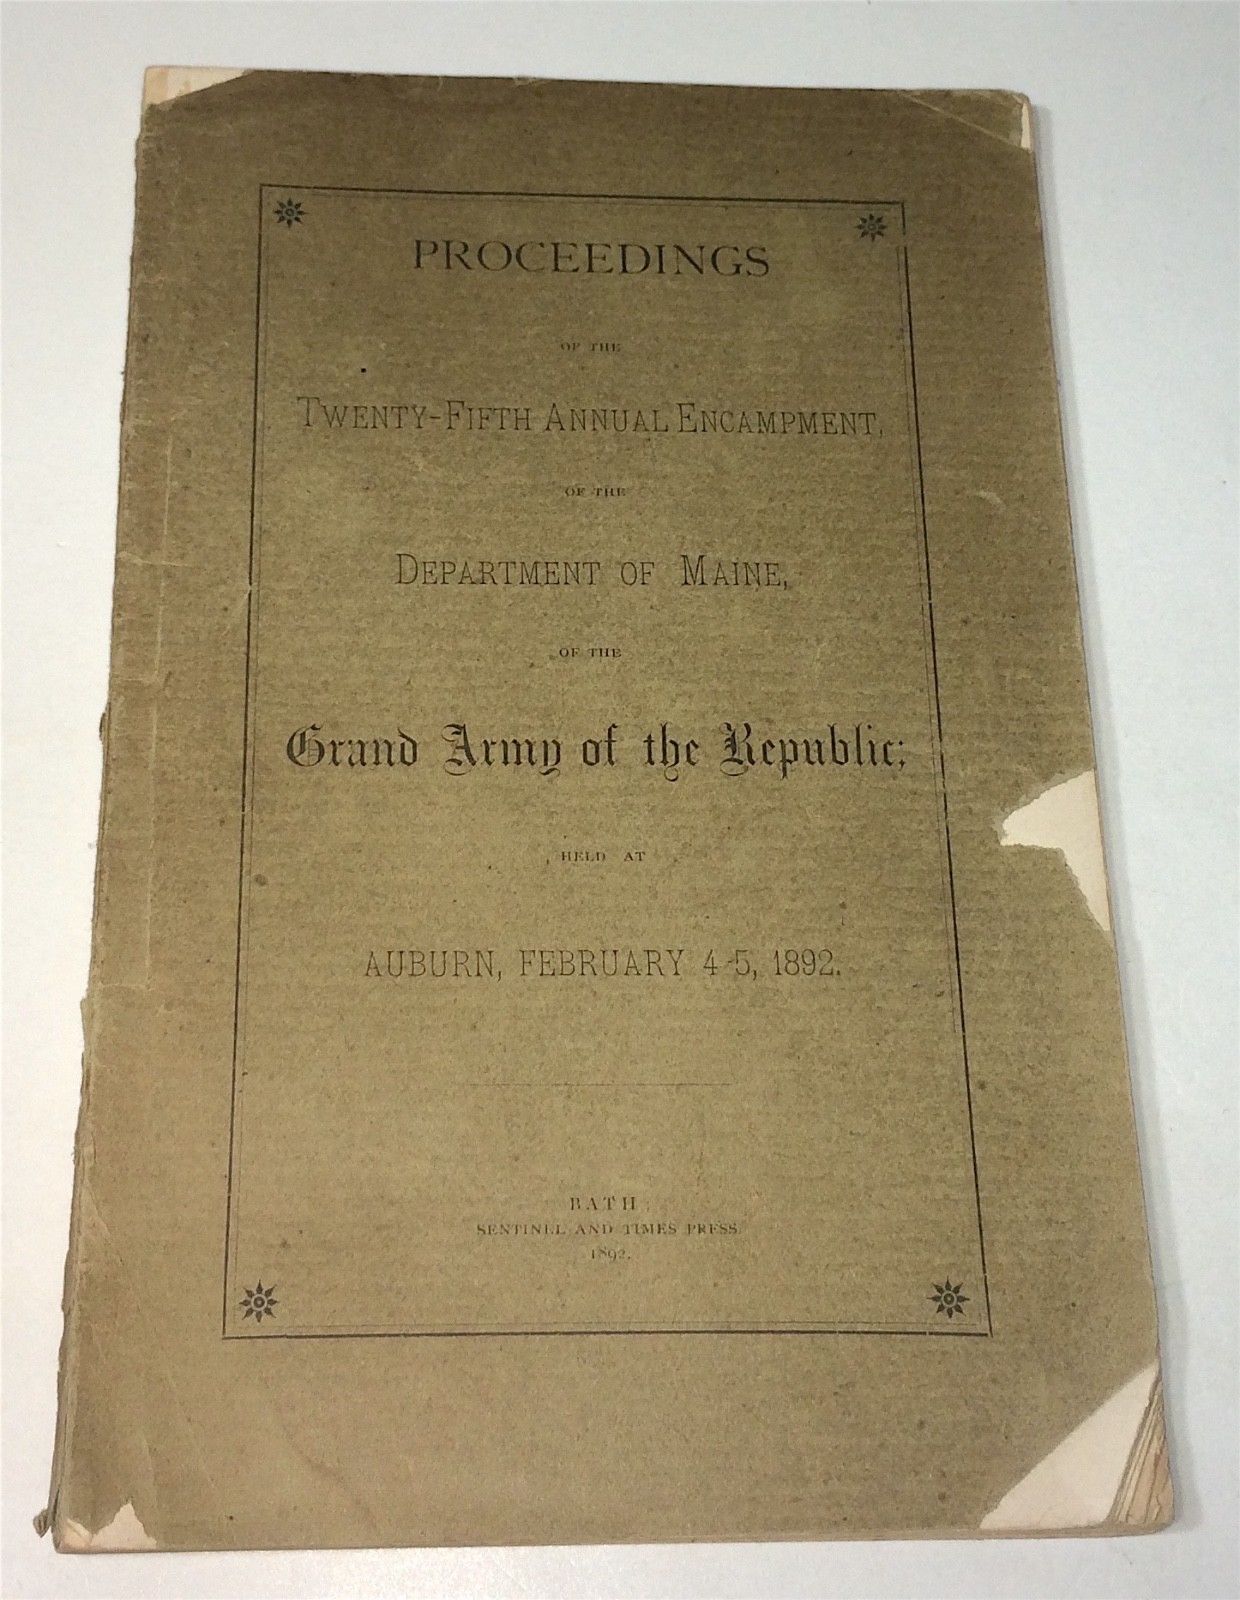 PROCEEDINGS
OF THE
TWENTY-FIFTH ANNUAL ENCAMPMENT,
OF THE
DEPARTMENT OF MAINE,
OF THE
Grand Army of the Republic;
HELD AT
AUBURN, FEBRUARY 4-5, 1892.
BATH:
SENTINEL AND TIMES PRESS.
1892.